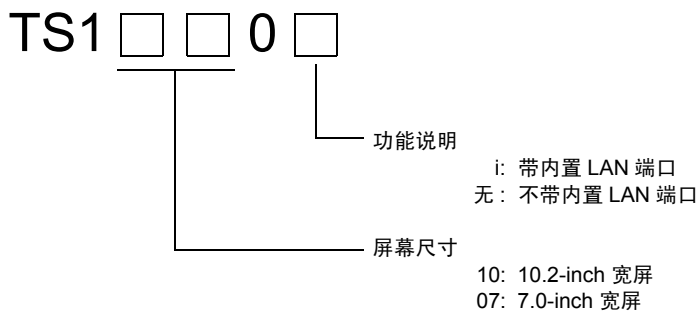 TS1 □ □ 0 □
功能说明
i: 带内置 LAN 端口
无 : 不带内置 LAN 端口
屏幕尺寸
10: 10.2-inch 宽屏
07: 7.0-inch 宽屏